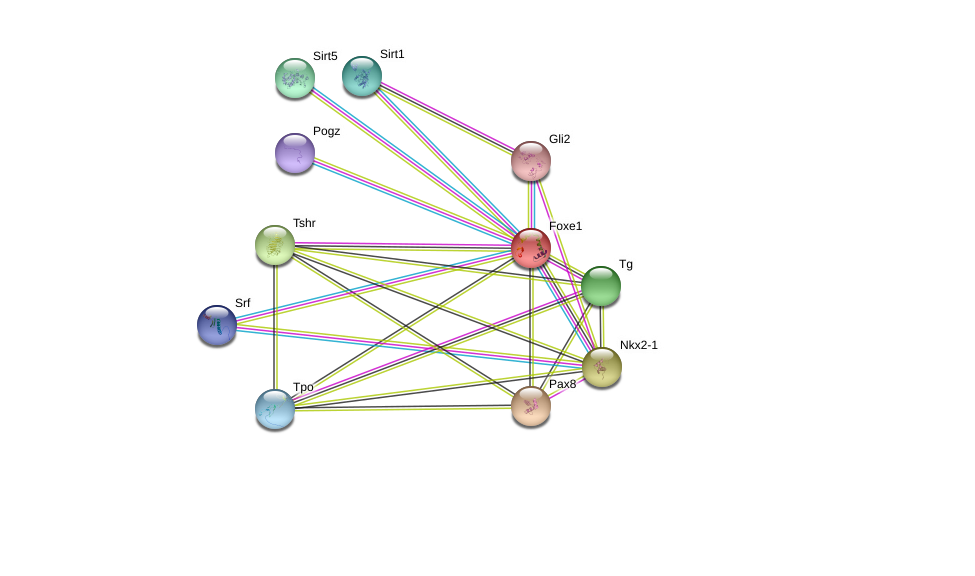 Sirt5
Sirt1
Pogz
Gli2
Tshr
Foxe1
Tg
Srf
Nkx2-1
Tpo
Pax8